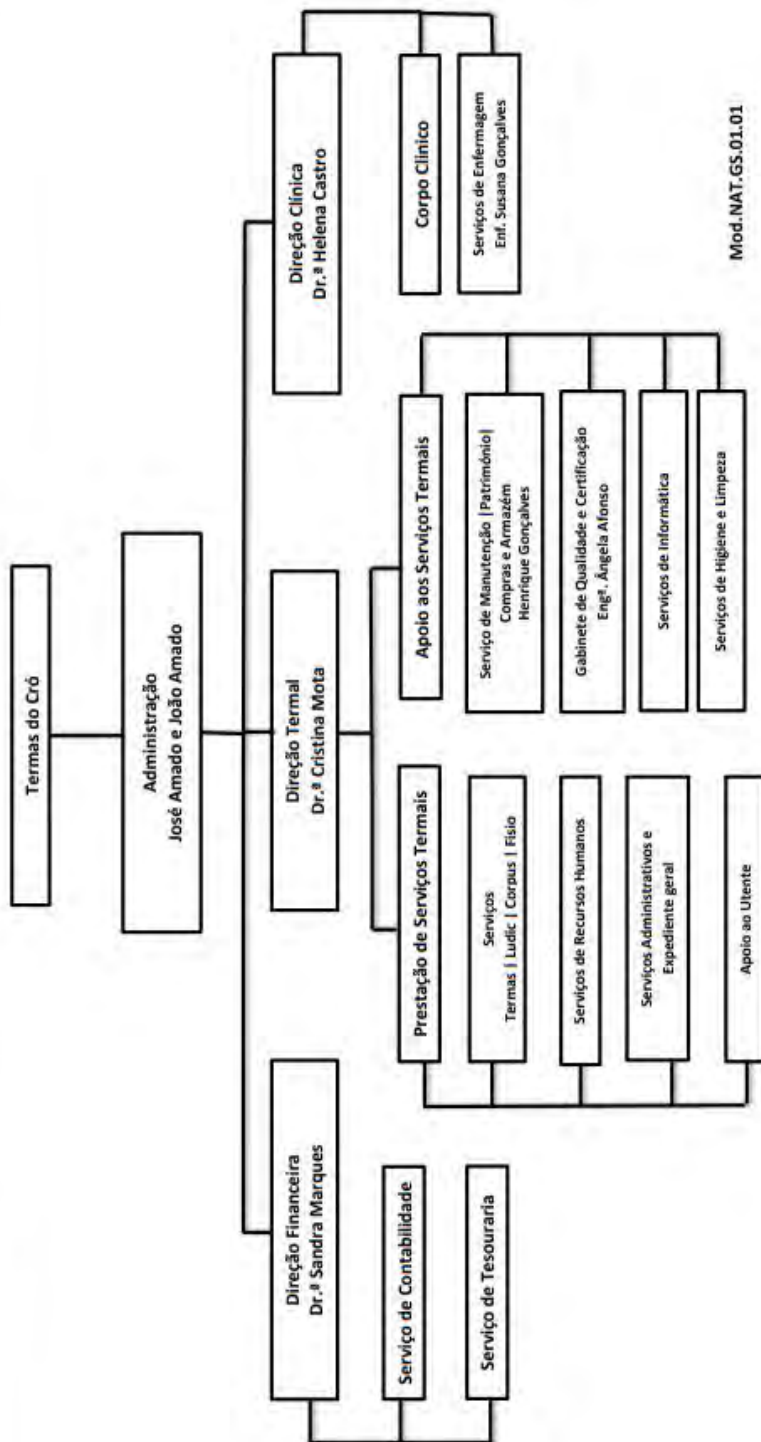 Termas do Cró
Administração
José Amado e João Amado
Direção Financeira
Dr.ª Sandra Marques
Serviço de Contabilidade
Serviço de Tesouraria
Direção Termal
Dr.ª Cristina Mota
Prestação de Serviços Termais
Serviços
Termas | Ludic | Corpus | Fisio
Serviços de Recursos Humanos
Serviços Administrativos e
Expediente geral
Apoio ao Utente
Apoio aos Serviços Termais
Serviço de Manutenção |Património|
Compras e Armazém
Henrique Gonçalves
Gabinete de Qualidade e Certificação
Engª. Ângela Afonso
Serviços de Informática
Serviços de Higiene e Limpeza
Direção Clínica
Dr.ª Helena Castro
Corpo Clinico
Serviços de Enfermagem
Enf. Susana Gonçalves
Mod.NAT.GS.01.01